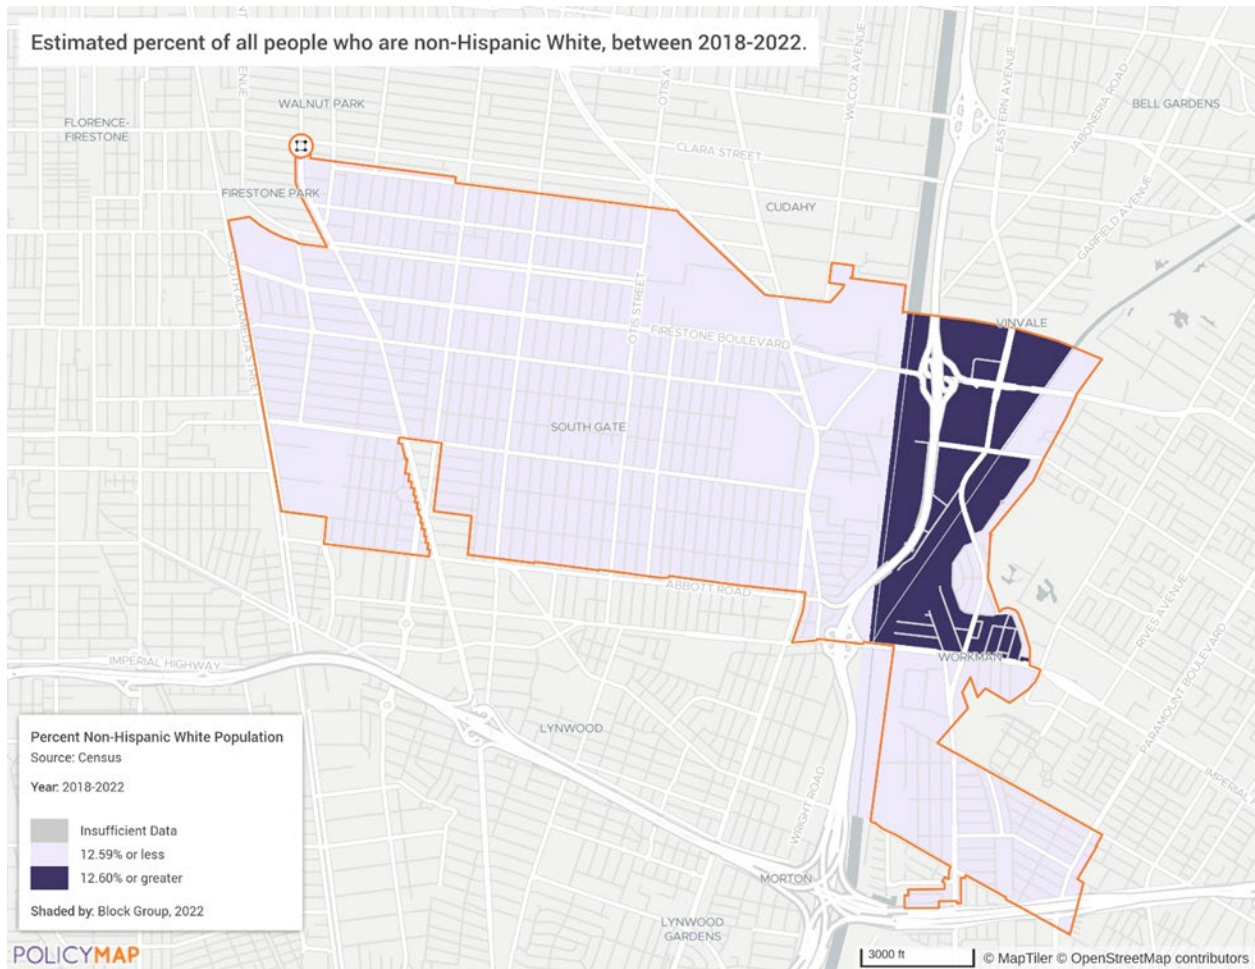 Estimated percent of all people who are non-Hispanic White, between 2018-2022.
WALNUT PARK
FLORENCE-
FIRESTONE
OTIS A
WILCOX AVENUE
EASTERN AVENUE
JABONERIA ROAD
BELL GARDENS
CLARA STREET
FIRESTONE PARK
CUDAHY
GARFIELD AVENUE
SOUTH ALAMEDA STREET
OTIS STREET
FIRESTONE BOULEVARD
VINVALE
SOUTH GATE
ABBOTT ROAD
RIVES AVENUE
PARAMOUNT BOULEVARD
WORKMAN
IMPERIAL HIGHWAY
LYNWOOD
WRIGHT ROAD
IMPERIAL
MORTON
LYNWOOD
GARDENS
Percent Non-Hispanic White Population
Source: Census
Year: 2018-2022
Insufficient Data
12.59% or less
12.60% or greater
Shaded by: Block Group, 2022
POLICYMAP
3000 ft
© MapTiler © OpenStreetMap contributors